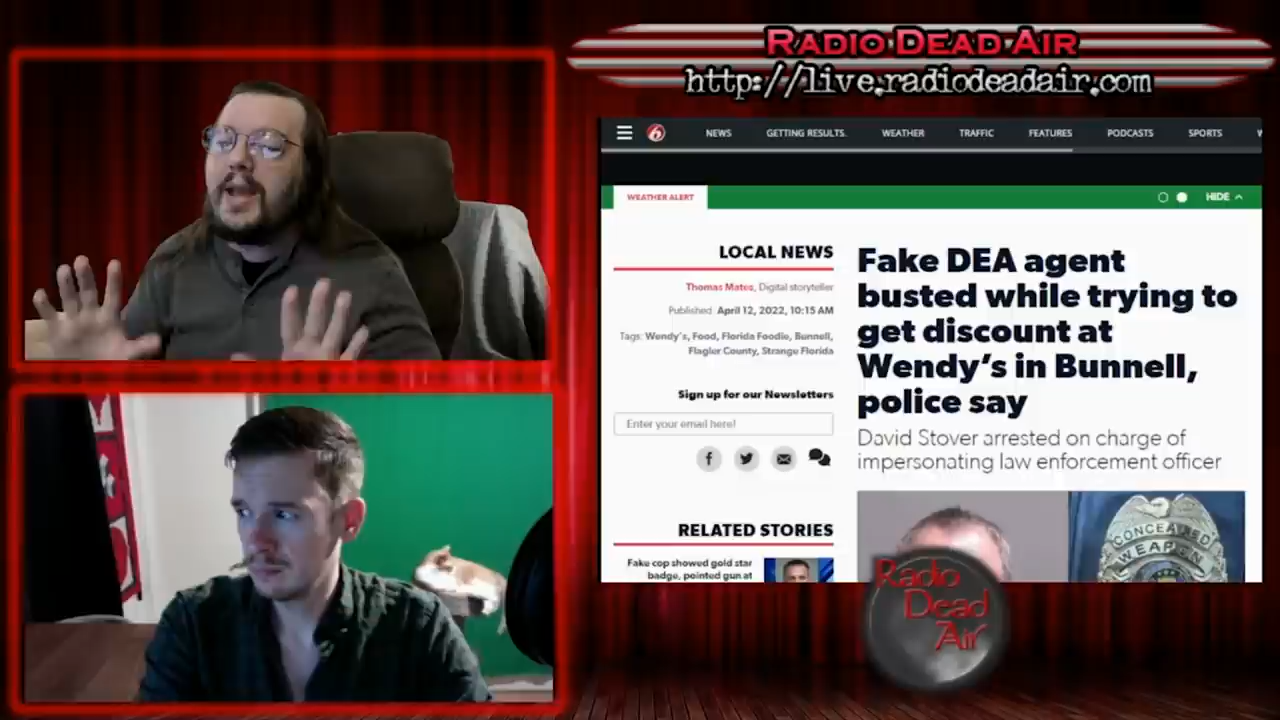 RADIO DEAD AIR
http://live.radiodeadair.com
6
NEWS
GETTING RESULTS
WEATHER
TRAFFIC
FEATURES
PODCASTS
SPORTS
WEATHER ALERT
HIDE
LOCAL NEWS
Thomas Mates, Digital storyteller
Published: April 12, 2022, 10:15 AM
Tags: Wendy's, Food, Florida Foodie, Bunnell,
Flagler County, Strange Florida
Sign up for our Newsletters
Enter your email here!
RELATED STORIES
Fake cop showed gold star
badge, pointed gun at
Fake DEA agent
busted while trying to
get discount at
Wendy's in Bunnell,
police say
David Stover arrested on charge of
impersonating law enforcement officer
CONCEALED
WEAPON
Radio
Dead
Air